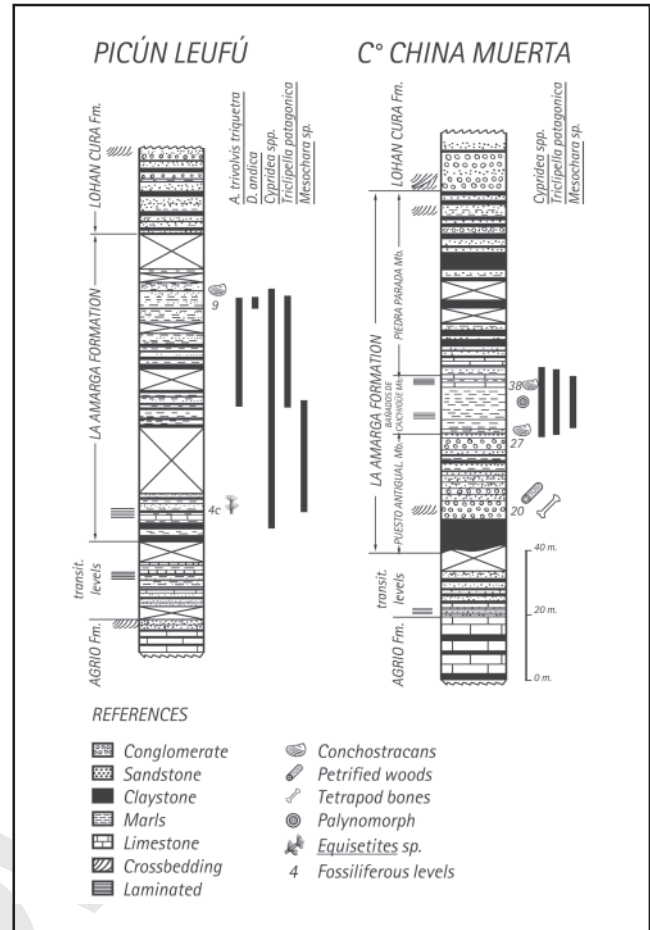 PICÚN LEUFÚ
C° CHINA MUERTA
A. trivolvis triquetra
D. andica
Cypridea spp.
Triclipella patagonica
Mesochara sp.
LOHAN CURA Fm.
LA AMARGA FORMATION
transit.
levels
AGRIO Fm.
9
4c
Cypridea spp.
Triclipella patagonica
Mesochara sp.
LOHAN CURA Fm.
LA AMARGA FORMATION
PIEDRA PARADA Mb.
BAÑADOS DE
CAICHIGÜE Mb.
PUESTO ANTIGUAL Mb.
transit.
levels
AGRIO Fm.
38
27
20
40 m.
20 m.
0 m.
REFERENCES
Conglomerate
Sandstone
Claystone
Marls
Limestone
Crossbedding
Laminated
Conchostracans
Petrified woods
Tetrapod bones
Palynomorph
Equisetites sp.
4 Fossiliferous levels